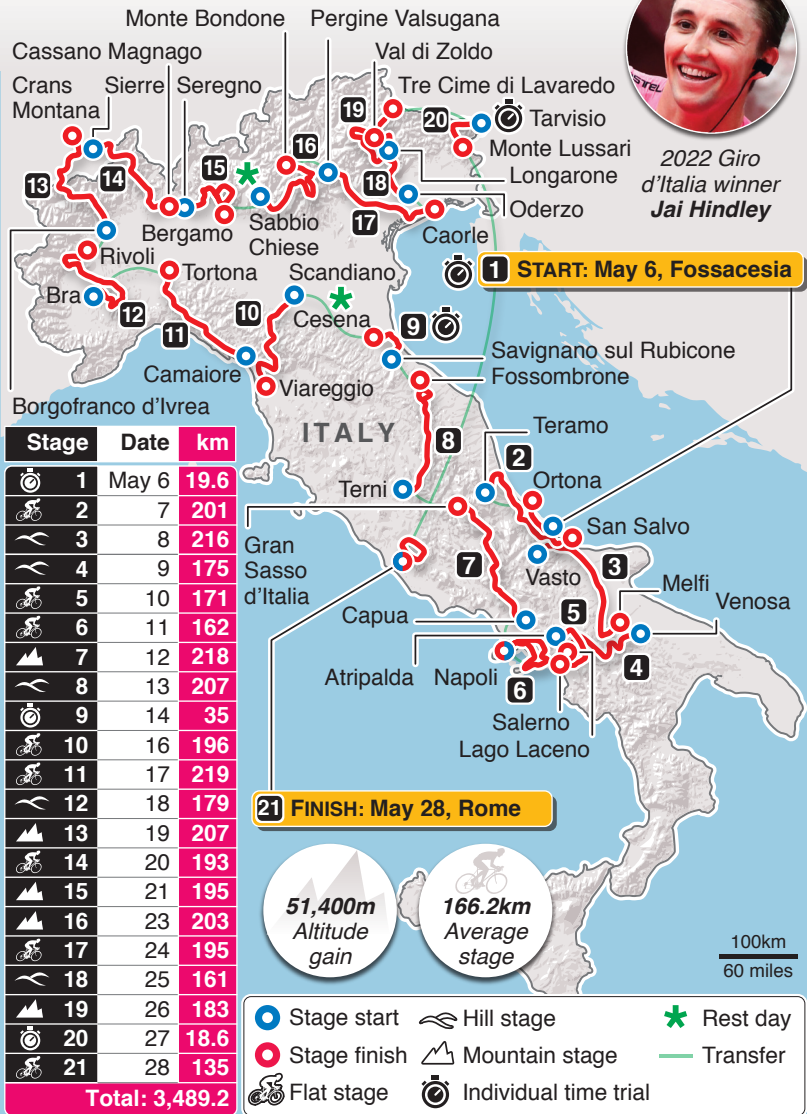 Monte Bondone
Pergine Valsugana
Cassano Magnago
Val di Zoldo
Crans
Montana
Sierre
Seregno
Tre Cime di Lavaredo
19
20
Tarvisio
16
15
Monte Lussari
Longarone
13
14
18
17
Oderzo
Bergamo
Sabbio
Chiese
Caorle
2022 Giro
d'Italia winner
Jai Hindley
Rivoli
Tortona
Scandiano
1 START: May 6, Fossacesia
Bra
12
11
10
Cesena
9
Camaiore
Viareggio
Savignano sul Rubicone
Fossombrone
Borgofranco d'Ivrea
ITALY
8
Teramo
2
Ortona
Terni
San Salvo
Gran
Sasso
d'Italia
7
Vasto
3
Melfi
Venosa
Capua
5
4
Atripalda
Napoli
6
Salerno
Lago Laceno
21 FINISH: May 28, Rome
Stage Date km
1 May 6 19.6
2 7 201
3 8 216
4 9 175
5 10 171
6 11 162
7 12 218
8 13 207
9 14 35
10 16 196
11 17 219
12 18 179
13 19 207
14 20 193
15 21 195
16 23 203
17 24 195
18 25 161
19 26 183
20 27 18.6
21 28 135
Total: 3,489.2
51,400m
Altitude
gain
166.2km
Average
stage
100km
60 miles
Stage start
Hill stage
Rest day
Stage finish
Mountain stage
Transfer
Flat stage
Individual time trial